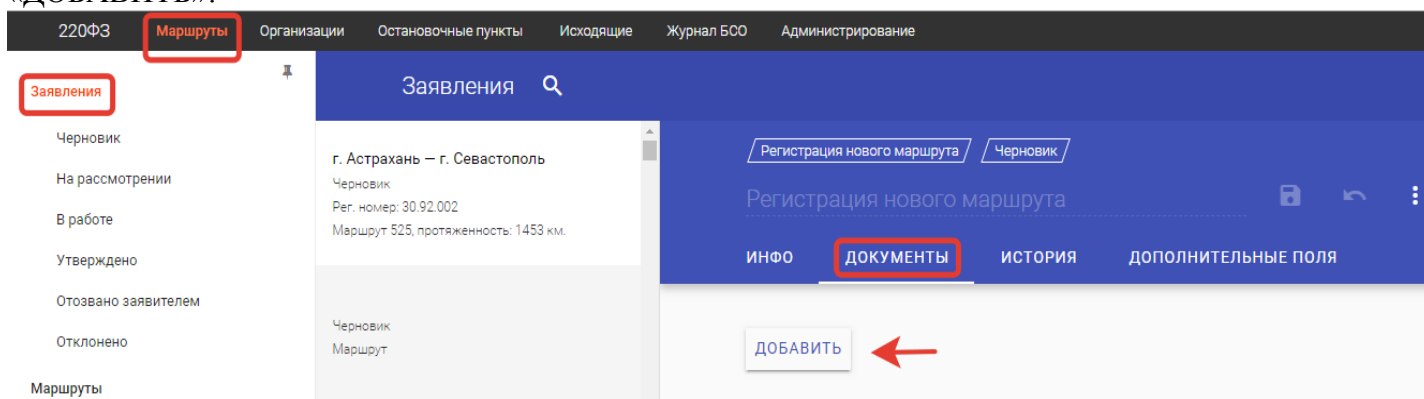 «ДОБАВИТЬ».
220ФЗ Маршруты Организации Остановочные пункты Исходящие Журнал БСО Администрирование
Заявления
Черновик
На рассмотрении
В работе
Утверждено
Отозвано заявителем
Отклонено
Маршруты
Заявления
г. Астрахань — г. Севастополь
Черновик
Рег. номер: 30.92.002
Маршрут 525, протяженность: 1453 км.
Черновик
Маршрут
Регистрация нового маршрута Черновик
Регистрация нового маршрута
ИНФО ДОКУМЕНТЫ ИСТОРИЯ ДОПОЛНИТЕЛЬНЫЕ ПОЛЯ
ДОБАВИТЬ